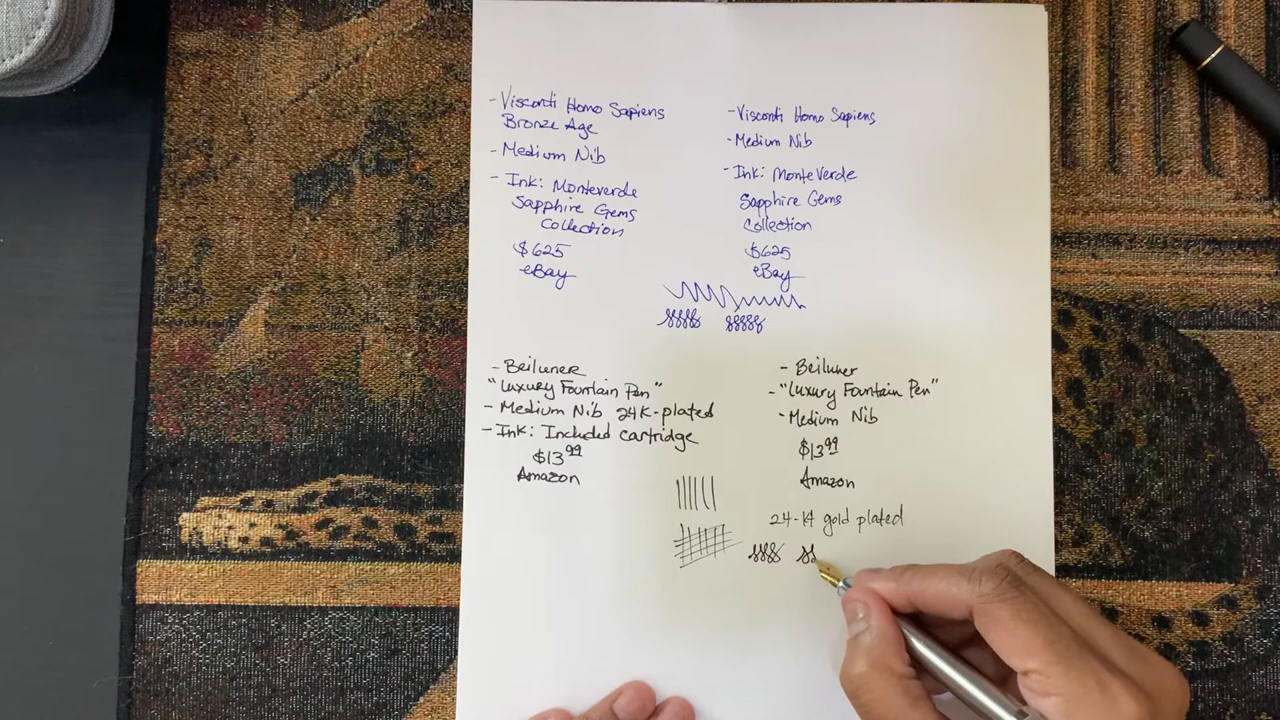 - Visconti Homo Sapiens
Bronze Age
- Medium Nib
- Ink: Monteverde
Sapphire Gems
Collection
$625
eBay
- Visconti Homo Sapiens
- Medium Nib
- Ink: MonteVerde
Sapphire Gems
Collection
$625
eBay
- Beiluner
"Luxury Fountain Pen"
- Medium Nib 24K-plated
- Ink: Included cartridge
$13.99
Amazon
- Beiluner
- "Luxury Fountain Pen"
- Medium Nib
$13.99
Amazon
24-K gold plated